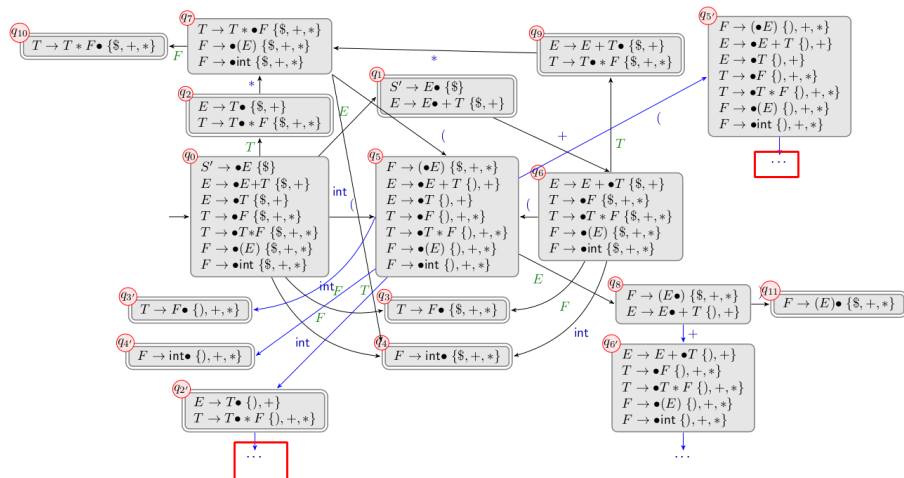 q10
T → T * F● {$, +, *}
q7
T → T * ●F {$, +, *}
F → ●(E) {$, +, *}
F → ●int {$, +, *}
F
*
q9
E → E + T● {$, +}
T → T● * F {$, +, *}
*
q5′
F → (●E) {), +, *}
E → ●E + T {), +}
E → ●T {), +}
T → ●F {), +, *}
T → ●T * F {), +, *}
F → ●(E) {), +, *}
F → ●int {), +, *}
...
q2
E → T● {$, +}
T → T● * F {$, +, *}
T
q1
S′ → E● {$}
E → E● + T {$, +}
E
(
+
T
(
q0
S′ → ●E {$}
E → ●E+T {$, +}
E → ●T {$, +}
T → ●F {$, +, *}
T → ●T*F {$, +, *}
F → ●(E) {$, +, *}
F → ●int {$, +, *}
int
(
q5
F → (●E) {$, +, *}
E → ●E + T {), +}
E → ●T {), +}
T → ●F {), +, *}
T → ●T * F {), +, *}
F → ●(E) {), +, *}
F → ●int {), +, *}
(
q6
E → E + ●T {$, +}
T → ●F {$, +, *}
T → ●T * F {$, +, *}
F → ●(E) {$, +, *}
F → ●int {$, +, *}
q3′
T → F● {), +, *}
int
F
T
q3
T → F● {$, +, *}
E
F
q8
F → (E●) {$, +, *}
E → E● + T {), +}
)
q11
F → (E)● {$, +, *}
q4′
F → int● {), +, *}
F
int
q4
F → int● {$, +, *}
int
+
q6′
E → E + ●T {), +}
T → ●F {), +, *}
T → ●T * F {), +, *}
F → ●(E) {), +, *}
F → ●int {), +, *}
...
q2′
E → T● {), +}
T → T● * F {), +, *}
...